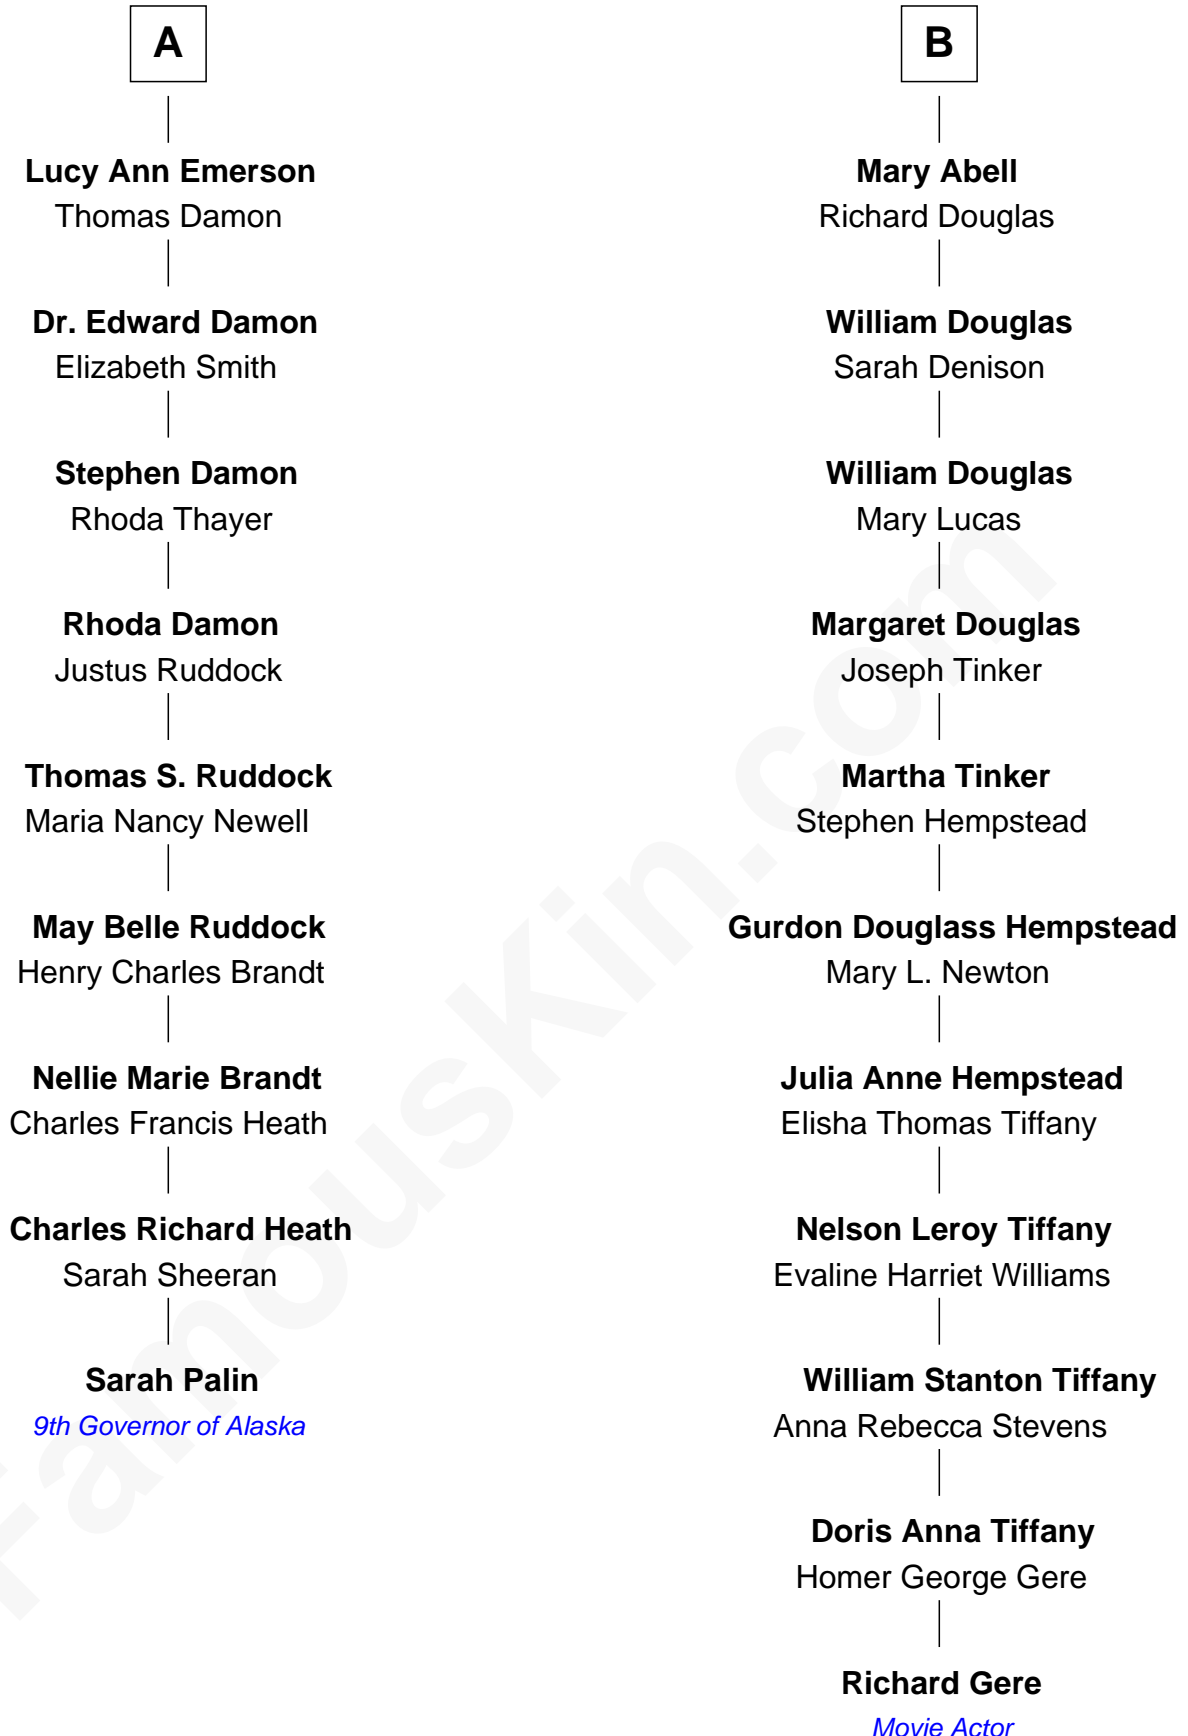 A
Lucy Ann Emerson
Thomas Damon
Dr. Edward Damon
Elizabeth Smith
Stephen Damon
Rhoda Thayer
Rhoda Damon
Justus Ruddock
Thomas S. Ruddock
Maria Nancy Newell
May Belle Ruddock
Henry Charles Brandt
Nellie Marie Brandt
Charles Francis Heath
Charles Richard Heath
Sarah Sheeran
Sarah Palin
9th Governor of Alaska
B
Mary Abell
Richard Douglas
William Douglas
Sarah Denison
William Douglas
Mary Lucas
Margaret Douglas
Joseph Tinker
Martha Tinker
Stephen Hempstead
Gurdon Douglass Hempstead
Mary L. Newton
Julia Anne Hempstead
Elisha Thomas Tiffany
Nelson Leroy Tiffany
Evaline Harriet Williams
William Stanton Tiffany
Anna Rebecca Stevens
Doris Anna Tiffany
Homer George Gere
Richard Gere
Movie Actor
FamousKin.com